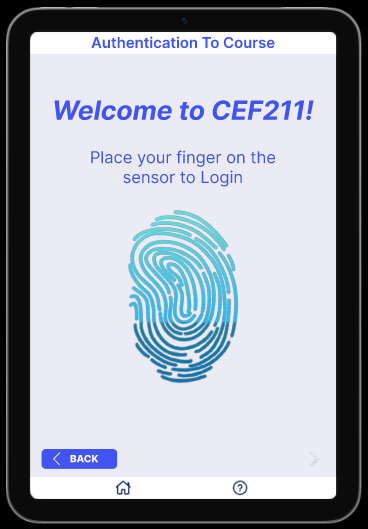 Authentication To Course
Welcome to CEF211!
Place your finger on the
sensor to Login
BACK